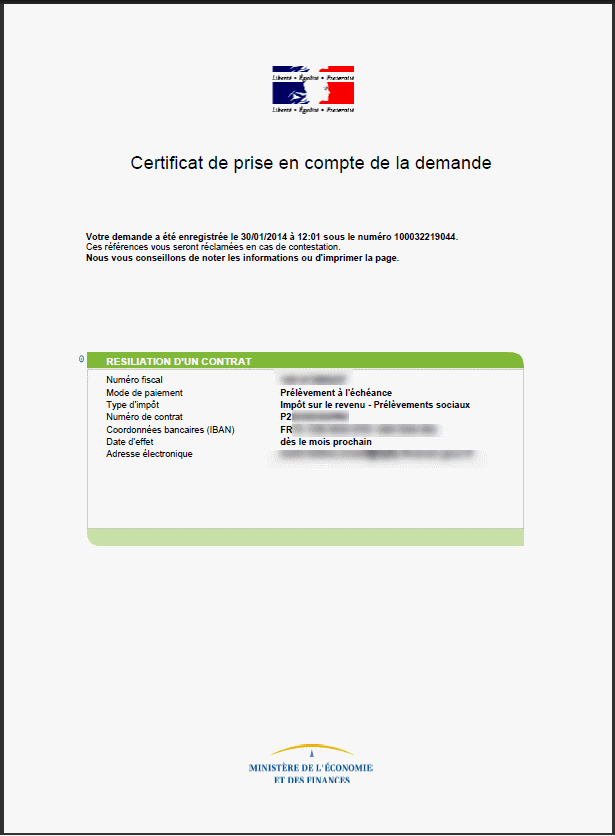 Liberté • Égalité • Fraternité
Liberté • Égalité • Fraternité
Certificat de prise en compte de la demande
Votre demande a été enregistrée le 30/01/2014 à 12:01 sous le numéro 100032219044.
Ces références vous seront réclamées en cas de contestation.
Nous vous conseillons de noter les informations ou d'imprimer la page.
RESILIATION D'UN CONTRAT
Numéro fiscal
Mode de paiement Prélèvement à l'échéance
Type d'impôt Impôt sur le revenu - Prélèvements sociaux
Numéro de contrat P2
Coordonnées bancaires (IBAN) FR
Date d'effet dès le mois prochain
Adresse électronique
MINISTÈRE DE L'ÉCONOMIE
ET DES FINANCES